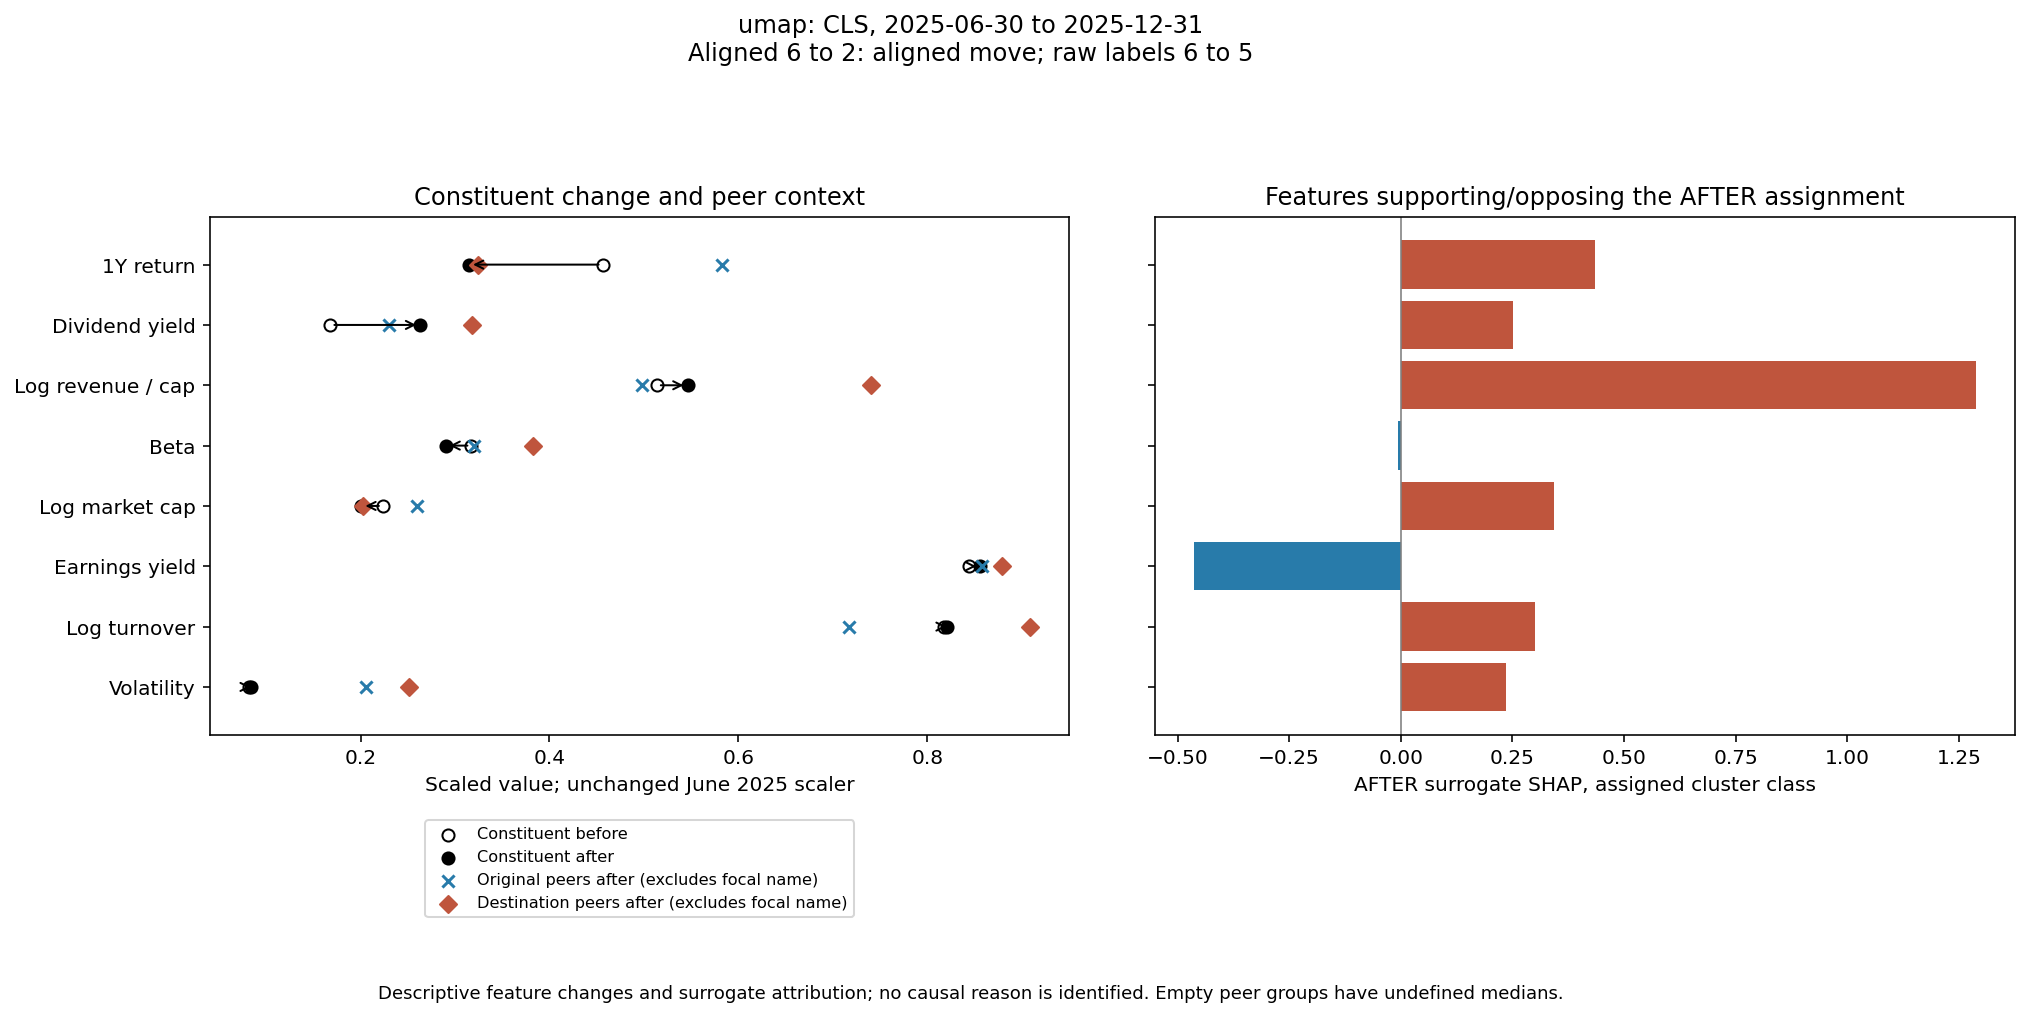 umap: CLS, 2025-06-30 to 2025-12-31
Aligned 6 to 2: aligned move; raw labels 6 to 5
Constituent change and peer context
1Y return
Dividend yield
Log revenue / cap
Beta
Log market cap
Earnings yield
Log turnover
Volatility
0.2
0.4
0.6
0.8
Scaled value; unchanged June 2025 scaler
Constituent before
Constituent after
Original peers after (excludes focal name)
Destination peers after (excludes focal name)
Features supporting/opposing the AFTER assignment
−0.50
−0.25
0.00
0.25
0.50
0.75
1.00
1.25
AFTER surrogate SHAP, assigned cluster class
Descriptive feature changes and surrogate attribution; no causal reason is identified. Empty peer groups have undefined medians.